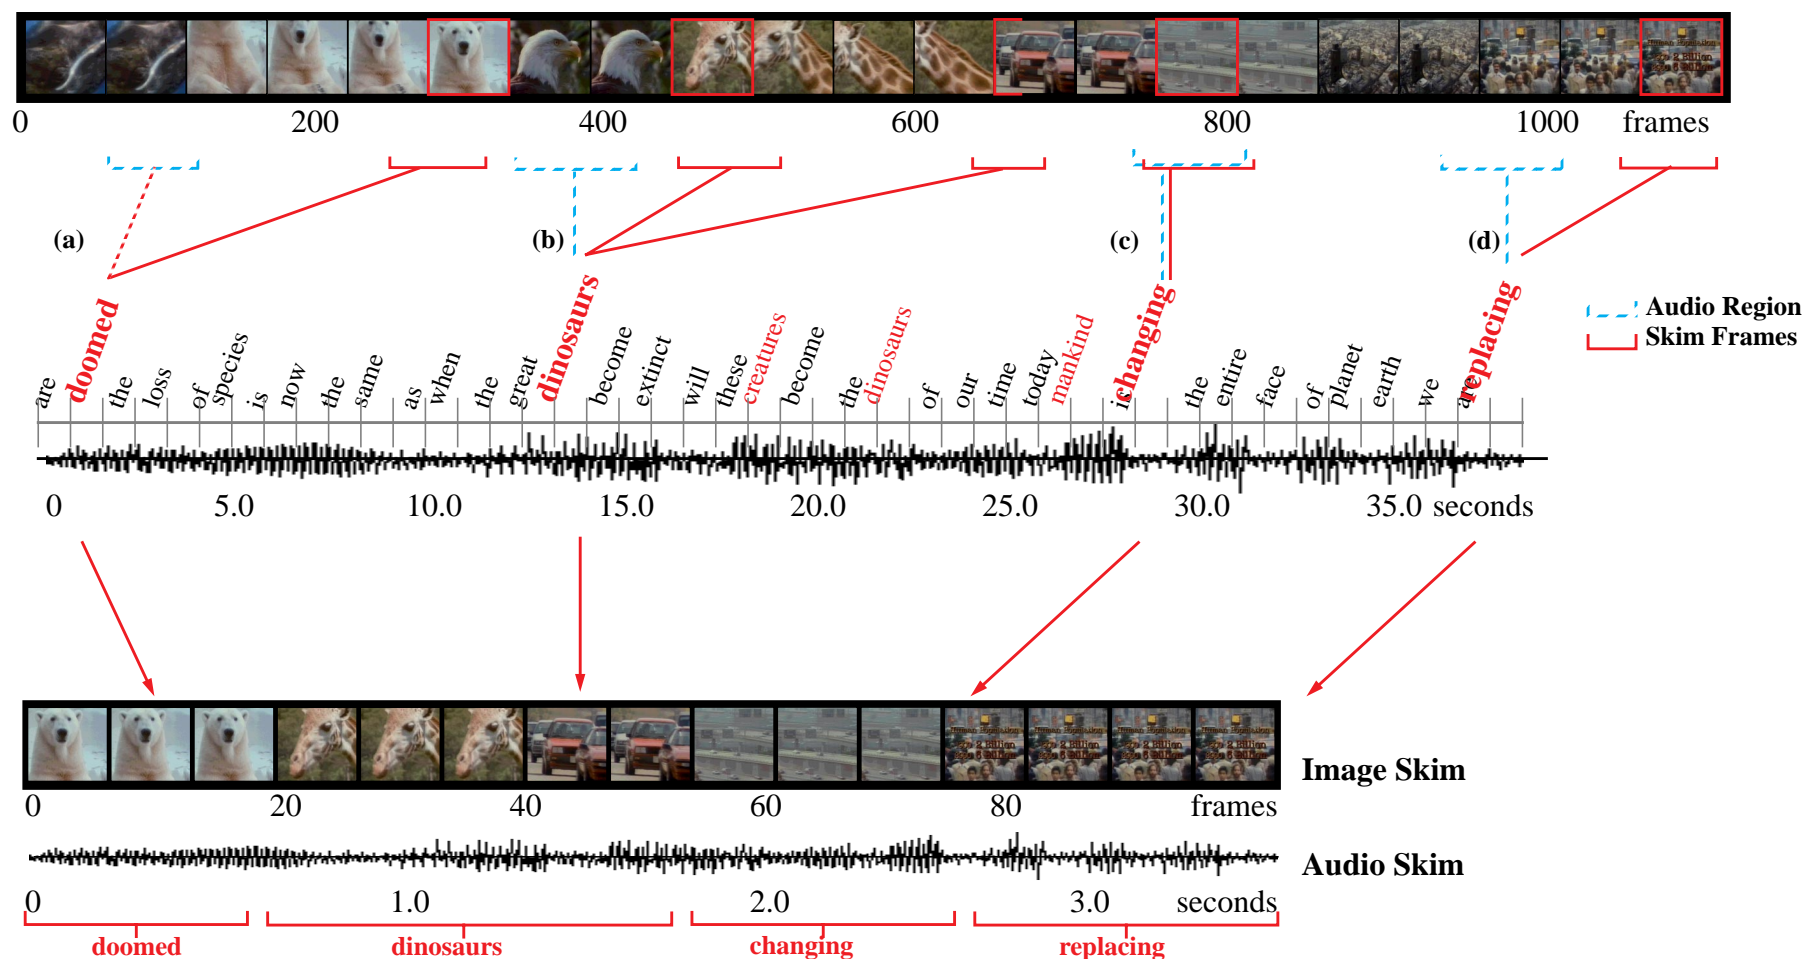 0 200 400 600 800 1000 frames
(a) (b) (c) (d)
are doomed the loss of species is now the same as when the great dinosaurs become extinct will these creatures become the dinosaurs of our time today mankind is changing the entire face of planet earth we are replacing
Audio Region
Skim Frames
0 5.0 10.0 15.0 20.0 25.0 30.0 35.0 seconds
Image Skim
0 20 40 60 80 frames
Audio Skim
0 1.0 2.0 3.0 seconds
doomed dinosaurs changing replacing